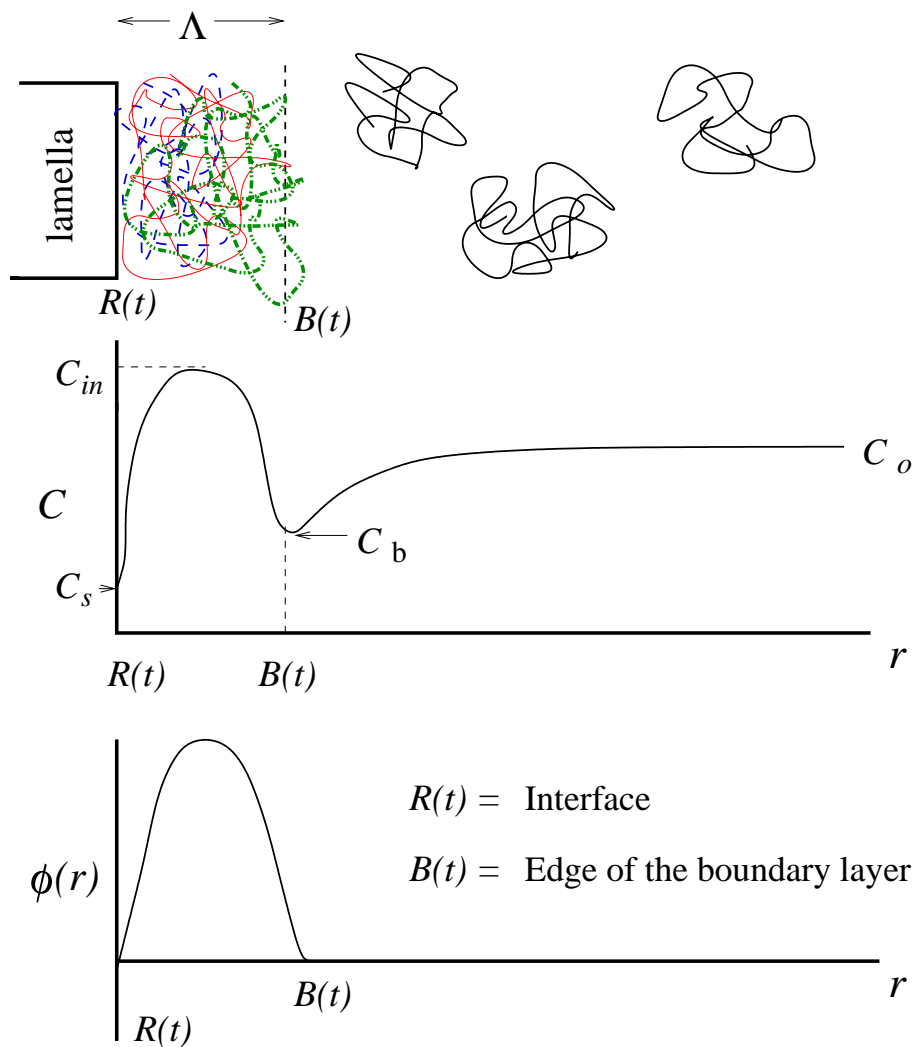 Λ
lamella
R(t)
B(t)
C_in
C_o
C
C_b
C_s
R(t)
B(t)
r
R(t) = Interface
B(t) = Edge of the boundary layer
ϕ(r)
B(t)
r
R(t)